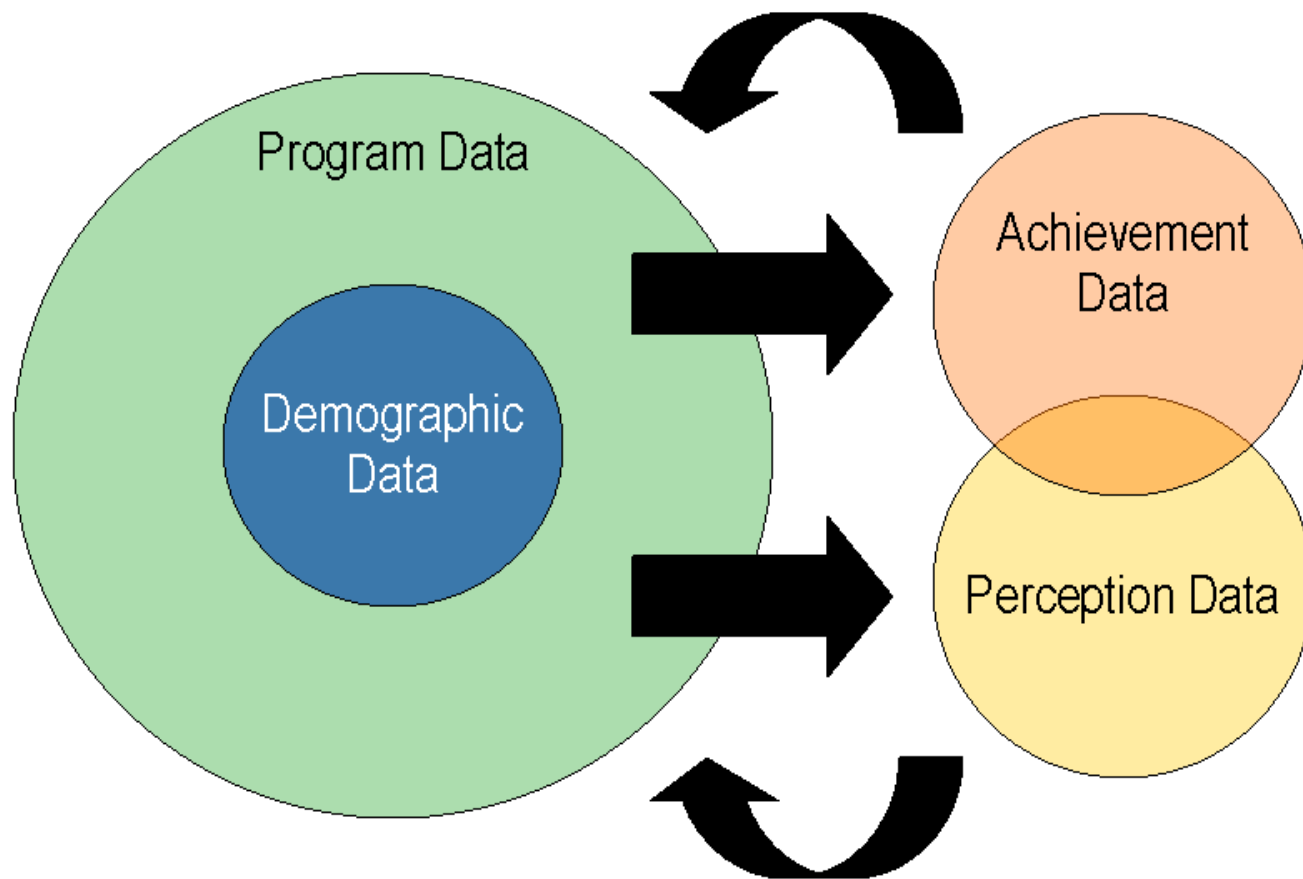 Program Data
Achievement
Data
Demographic
Data
Perception Data